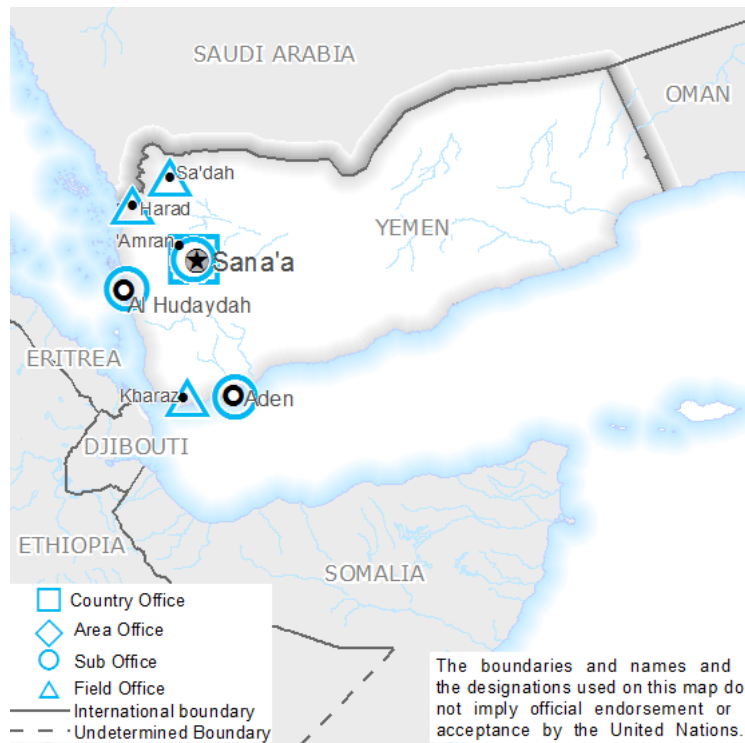 SAUDI ARABIA
OMAN
Sa'dah
Harad
YEMEN
'Amran
Sana'a
Al Hudaydah
ERITREA
Kharaz
Aden
DJIBOUTI
ETHIOPIA
SOMALIA
Country Office
Area Office
Sub Office
Field Office
International boundary
Undetermined Boundary
The boundaries and names and
the designations used on this map do
not imply official endorsement or
acceptance by the United Nations.